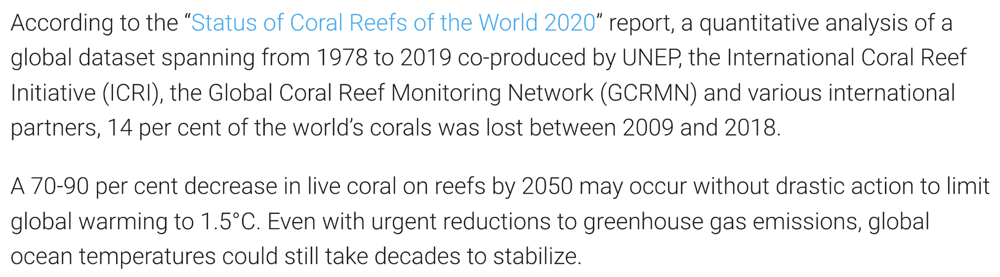 According to the “Status of Coral Reefs of the World 2020” report, a quantitative analysis of a
global dataset spanning from 1978 to 2019 co-produced by UNEP, the International Coral Reef
Initiative (ICRI), the Global Coral Reef Monitoring Network (GCRMN) and various international
partners, 14 per cent of the world’s corals was lost between 2009 and 2018.
A 70-90 per cent decrease in live coral on reefs by 2050 may occur without drastic action to limit
global warming to 1.5°C. Even with urgent reductions to greenhouse gas emissions, global
ocean temperatures could still take decades to stabilize.